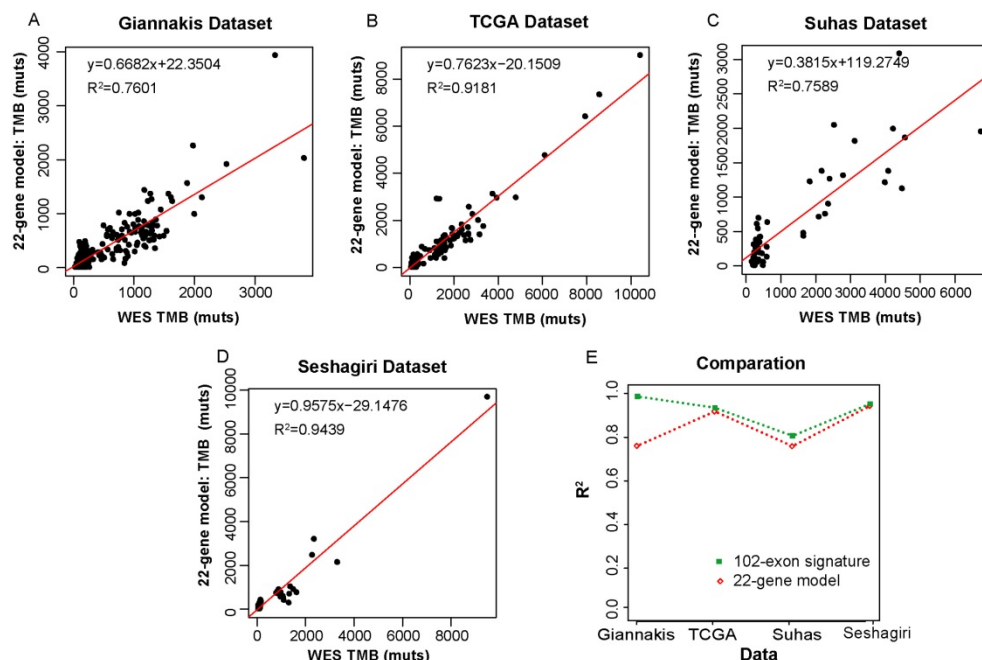 A
Giannakis Dataset
22-gene model: TMB (muts)
4000
3000
2000
1000
0
y=0.6682x+22.3504
R²=0.7601
0
1000
2000
3000
WES TMB (muts)
B
TCGA Dataset
22-gene model: TMB (muts)
8000
6000
4000
2000
0
y=0.7623x−20.1509
R²=0.9181
0
2000
4000
6000
8000
10000
WES TMB (muts)
C
Suhas Dataset
22--gene model: TMB (muts)
3000
2500
2000
1500
1000
500
0
y=0.3815x+119.2749
R²=0.7589
0
1000
2000
3000
4000
5000
6000
WES TMB (muts)
D
Seshagiri Dataset
22-gene model: TMB (muts)
10000
8000
6000
4000
2000
0
y=0.9575x−29.1476
R²=0.9439
0
2000
4000
6000
8000
WES TMB (muts)
E
Comparation
R²
1.0
0.8
0.6
0.4
0.2
0.0
102-exon signature
22-gene model
Giannakis
TCGA
Suhas
Seshagiri
Data